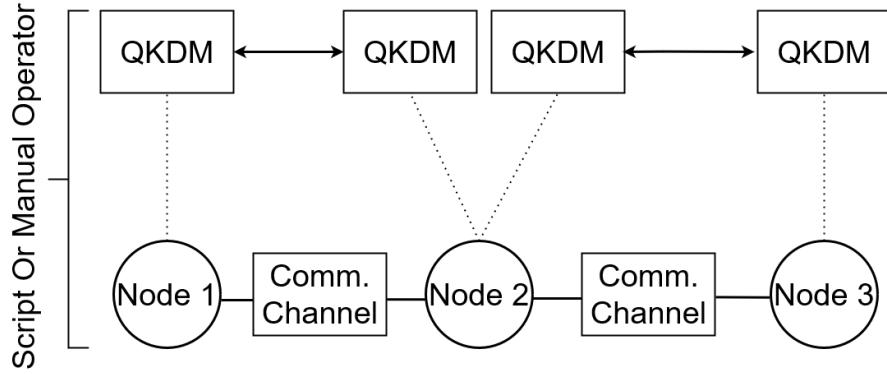 Script Or Manual Operator
QKDM
QKDM
QKDM
QKDM
Node 1
Comm.
Channel
Node 2
Comm.
Channel
Node 3